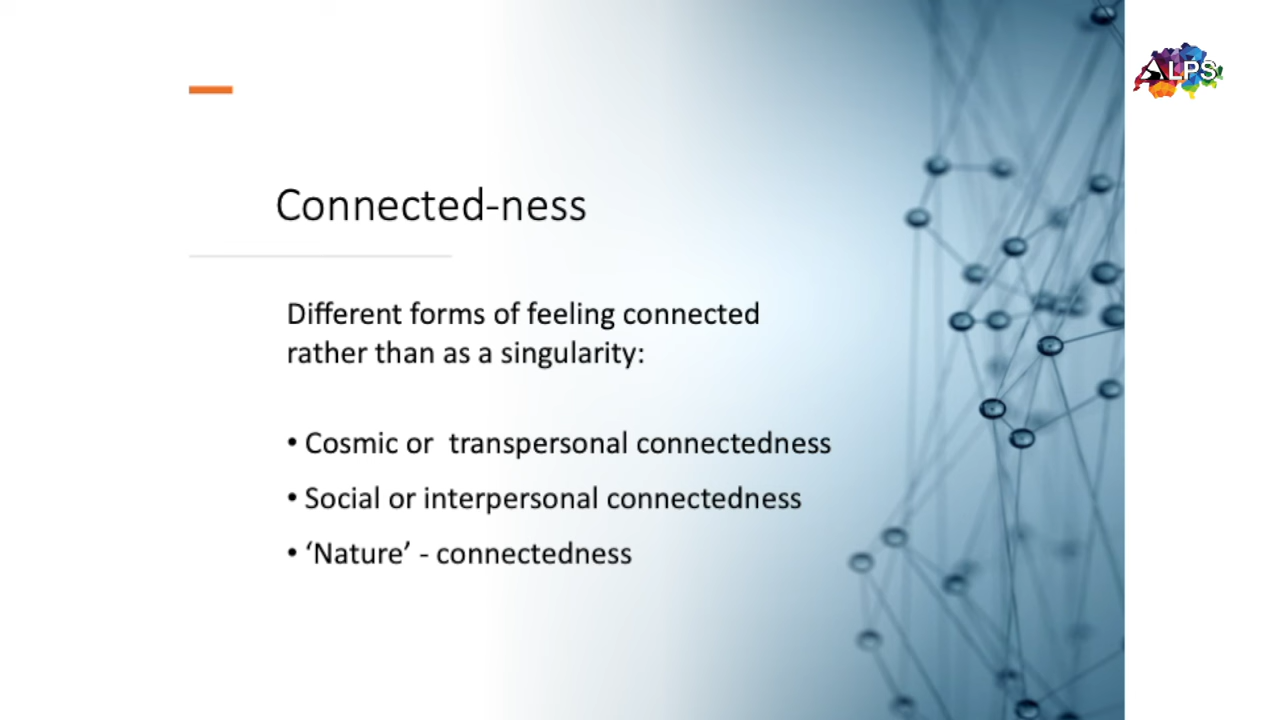 ALPS
Connected-ness
Different forms of feeling connected
rather than as a singularity:
• Cosmic or  transpersonal connectedness
• Social or interpersonal connectedness
• ‘Nature’ - connectedness